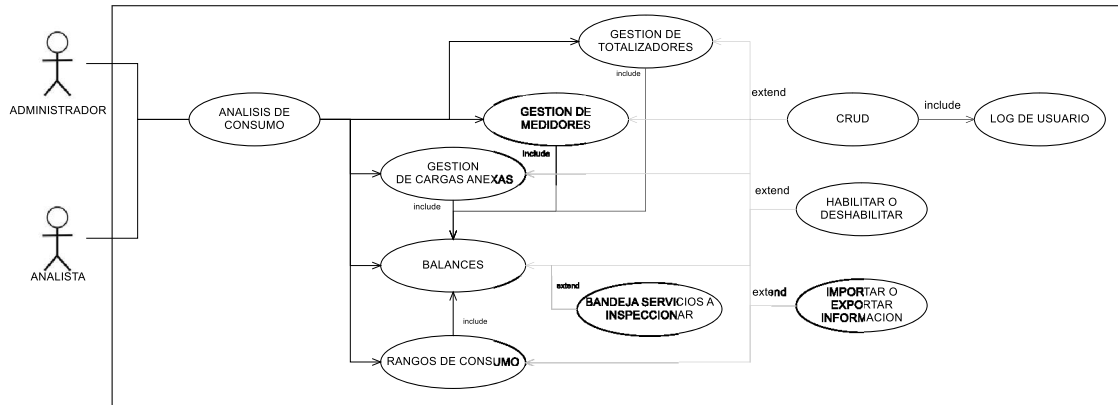 GESTION DE
TOTALIZADORES
include
ADMINISTRADOR
ANALISIS DE
CONSUMO
GESTION DE
MEDIDORES
include
extend
CRUD
include
LOG DE USUARIO
GESTION
DE CARGAS ANEXAS
include
extend
HABILITAR O
DESHABILITAR
ANALISTA
BALANCES
extend
BANDEJA SERVICIOS A
INSPECCIONAR
extend
IMPORTAR O
EXPORTAR
INFORMACION
include
RANGOS DE CONSUMO